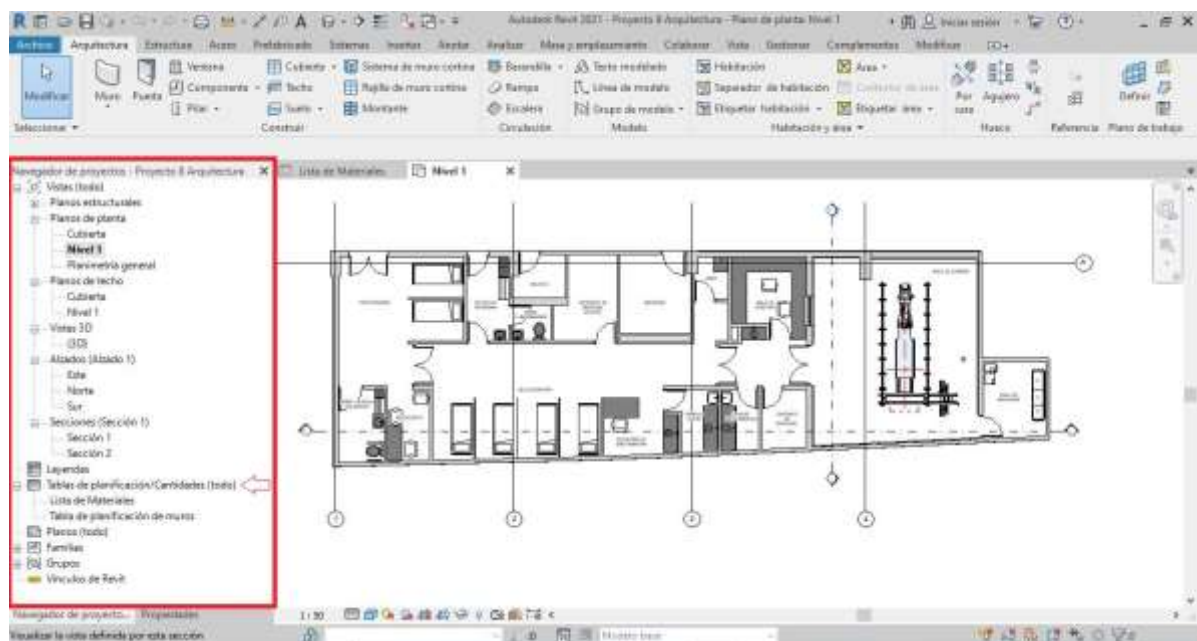 Autodesk Revit 2021 - Proyecto 8 Arquitectura - Plano de planta: Nivel 1
Iniciar sesión
Archivo Arquitectura Estructura Acero Prefabricado Sistemas Insertar Anotar Analizar Masa y emplazamiento Colaborar Vista Gestionar Complementos Modificar
Modificar
Muro
Puerta
Ventana
Componente
Pilar
Cubierta
Techo
Suelo
Sistema de muro cortina
Rejilla de muro cortina
Montante
Barandilla
Rampa
Escalera
Texto modelado
Línea de modelo
Grupo de modelo
Habitación
Separador de habitación
Etiquetar habitación
Área
Etiquetar área
Por cara
Agujero
Definir
Seleccionar
Construir
Circulación
Modelo
Habitación y área
Hueco
Referencia
Plano de trabajo
Navegador de proyectos - Proyecto 8 Arquitectura
Lista de Materiales
Nivel 1
Vistas (todo)
Planos estructurales
Planos de planta
Cubierta
Nivel 1
Planimetría general
Planos de techo
Cubierta
Nivel 1
Vistas 3D
{3D}
Alzados (Alzado 1)
Este
Norte
Sur
Secciones (Sección 1)
Sección 1
Sección 2
Leyendas
Tablas de planificación/Cantidades (todo)
Lista de Materiales
Tabla de planificación de muros
Planos (todo)
Familias
Grupos
Vínculos de Revit
A
1 2 3 4
Navegador de proyecto... Propiedades
1 : 50
Visualizar la vista definida por esta sección
Modelo base